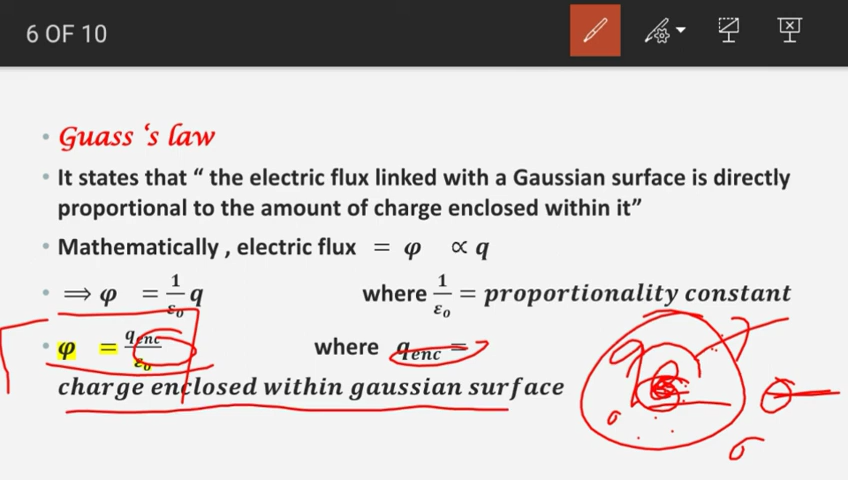 6 OF 10
• Guass ‘s law
• It states that “ the electric flux linked with a Gaussian surface is directly
proportional to the amount of charge enclosed within it”
• Mathematically , electric flux = φ ∝ q
• ⟹ φ = 1/ε₀ q where 1/ε₀ = proportionality constant
• φ = qₑₙ꜀/ε₀ where qₑₙ꜀ =
charge enclosed within gaussian surface